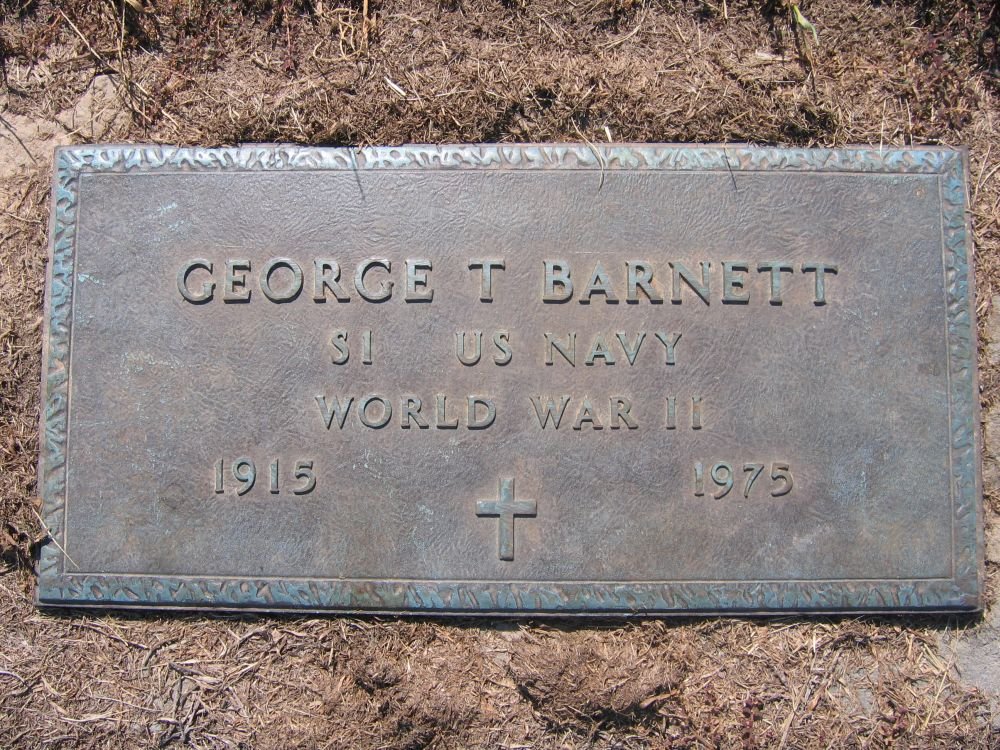 GEORGE T BARNETT
S1 US NAVY
WORLD WAR II
1915 1975